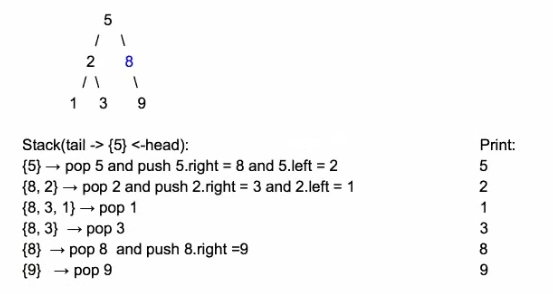 5
/ \
2 8
/ \ \
1 3 9
Stack(tail -> {5} <-head): Print:
{5} → pop 5 and push 5.right = 8 and 5.left = 2 5
{8, 2} → pop 2 and push 2.right = 3 and 2.left = 1 2
{8, 3, 1} → pop 1 1
{8, 3} → pop 3 3
{8} → pop 8 and push 8.right =9 8
{9} → pop 9 9